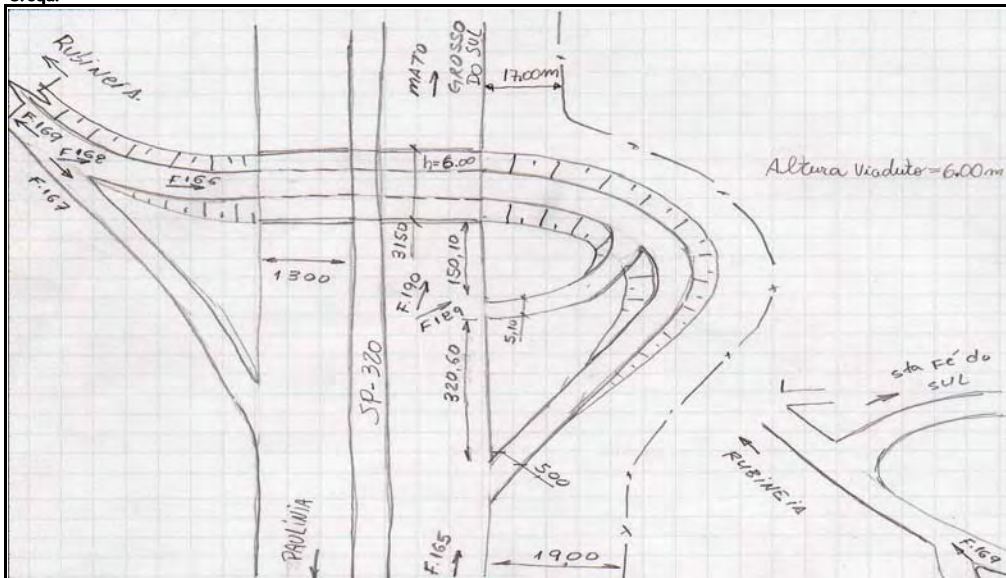 Rubineia.
MATO
GROSSO
DO SUL
17.00m
F.169
F.168
F.166
F.167
h=6.00
Altura Viaduto=6.00m
1300
3150
150,10
F.190
F.189
5,10
SP-320
320,60
sta Fé do
SUL
RUBINEIA
500
PAULÍNIA
F.165
19,00
F.169